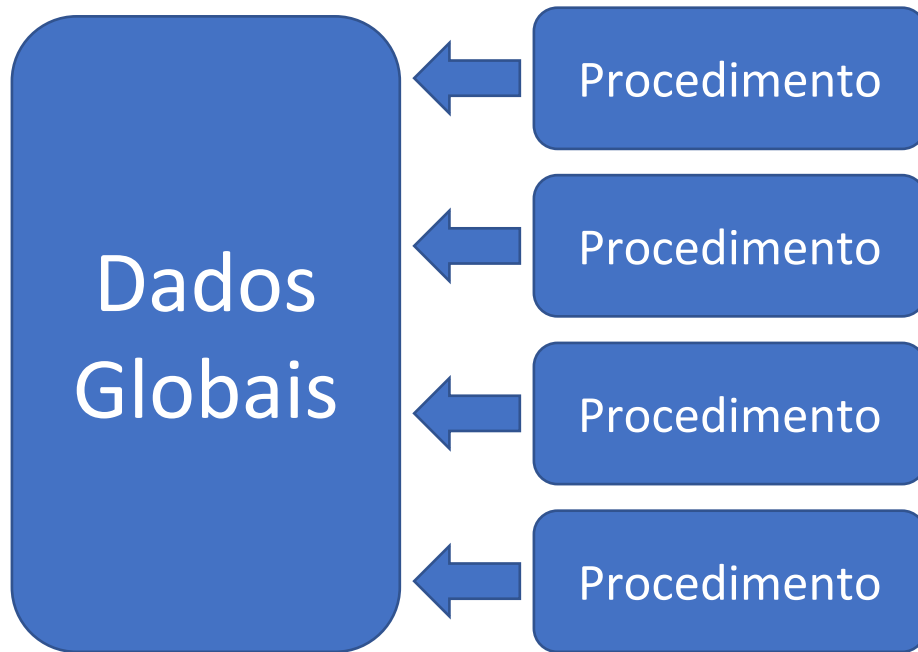 Dados
Globais
Procedimento
Procedimento
Procedimento
Procedimento